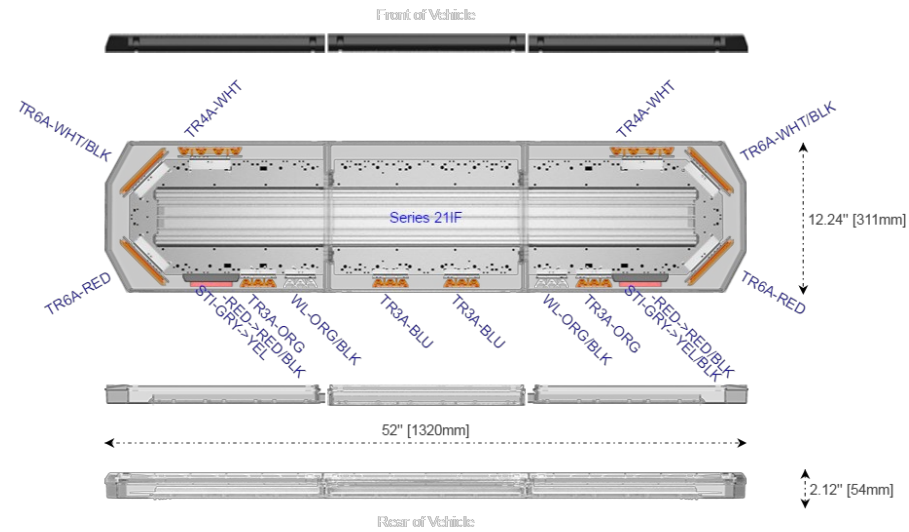 Front of Vehicle
TR6A-WHT/BLK
TR4A-WHT
TR4A-WHT
TR6A-WHT/BLK
Series 21IF
12.24" [311mm]
TR6A-RED
STI-GRY->YEL
-RED->RED/BLK
TR3A-ORG
WL-ORG/BLK
TR3A-BLU
TR3A-BLU
WL-ORG/BLK
TR3A-ORG
STI-GRY->YEL/BLK
-RED->RED/BLK
TR6A-RED
52" [1320mm]
2.12" [54mm]
Rear of Vehicle